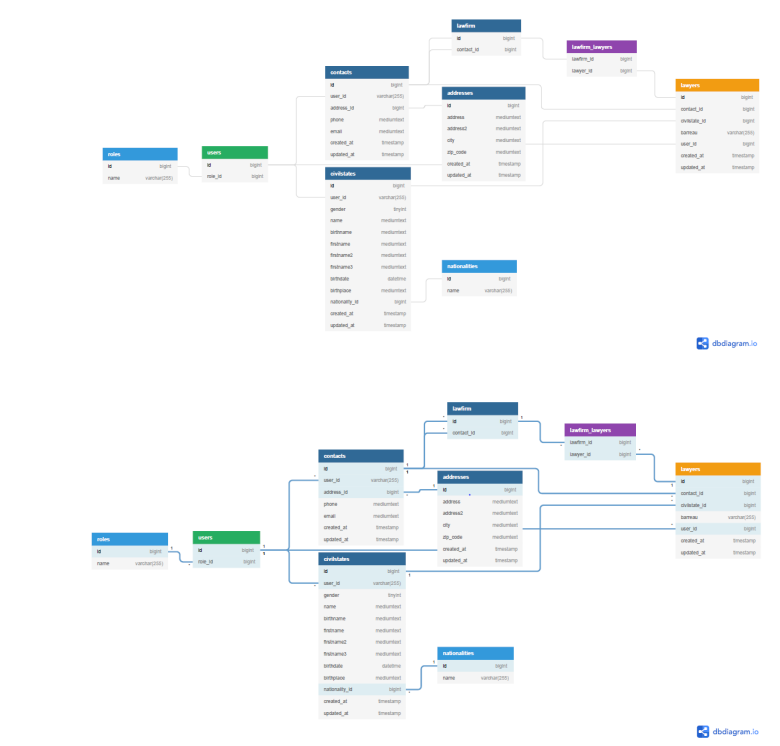 lawfirm
id bigint
contact_id bigint
lawfirm_lawyers
lawfirm_id bigint
lawyer_id bigint
contacts
id bigint
user_id varchar(255)
address_id bigint
phone mediumtext
email mediumtext
created_at timestamp
updated_at timestamp
addresses
id bigint
address mediumtext
address2 mediumtext
city mediumtext
zip_code mediumtext
created_at timestamp
updated_at timestamp
lawyers
id bigint
contact_id bigint
civilstate_id bigint
barreau varchar(255)
user_id bigint
created_at timestamp
updated_at timestamp
roles
id bigint
name varchar(255)
users
id bigint
role_id bigint
civilstates
id bigint
user_id varchar(255)
gender tinyint
name mediumtext
birthname mediumtext
firstname mediumtext
firstname2 mediumtext
firstname3 mediumtext
birthdate datetime
birthplace mediumtext
nationality_id bigint
created_at timestamp
updated_at timestamp
nationalities
id bigint
name varchar(255)
dbdiagram.io
lawfirm
id bigint
contact_id bigint
lawfirm_lawyers
lawfirm_id bigint
lawyer_id bigint
contacts
id bigint
user_id varchar(255)
address_id bigint
phone mediumtext
email mediumtext
created_at timestamp
updated_at timestamp
addresses
id bigint
address mediumtext
address2 mediumtext
city mediumtext
zip_code mediumtext
created_at timestamp
updated_at timestamp
lawyers
id bigint
contact_id bigint
civilstate_id bigint
barreau varchar(255)
user_id bigint
created_at timestamp
updated_at timestamp
roles
id bigint
name varchar(255)
users
id bigint
role_id bigint
civilstates
id bigint
user_id varchar(255)
gender tinyint
name mediumtext
birthname mediumtext
firstname mediumtext
firstname2 mediumtext
firstname3 mediumtext
birthdate datetime
birthplace mediumtext
nationality_id bigint
created_at timestamp
updated_at timestamp
nationalities
id bigint
name varchar(255)
dbdiagram.io